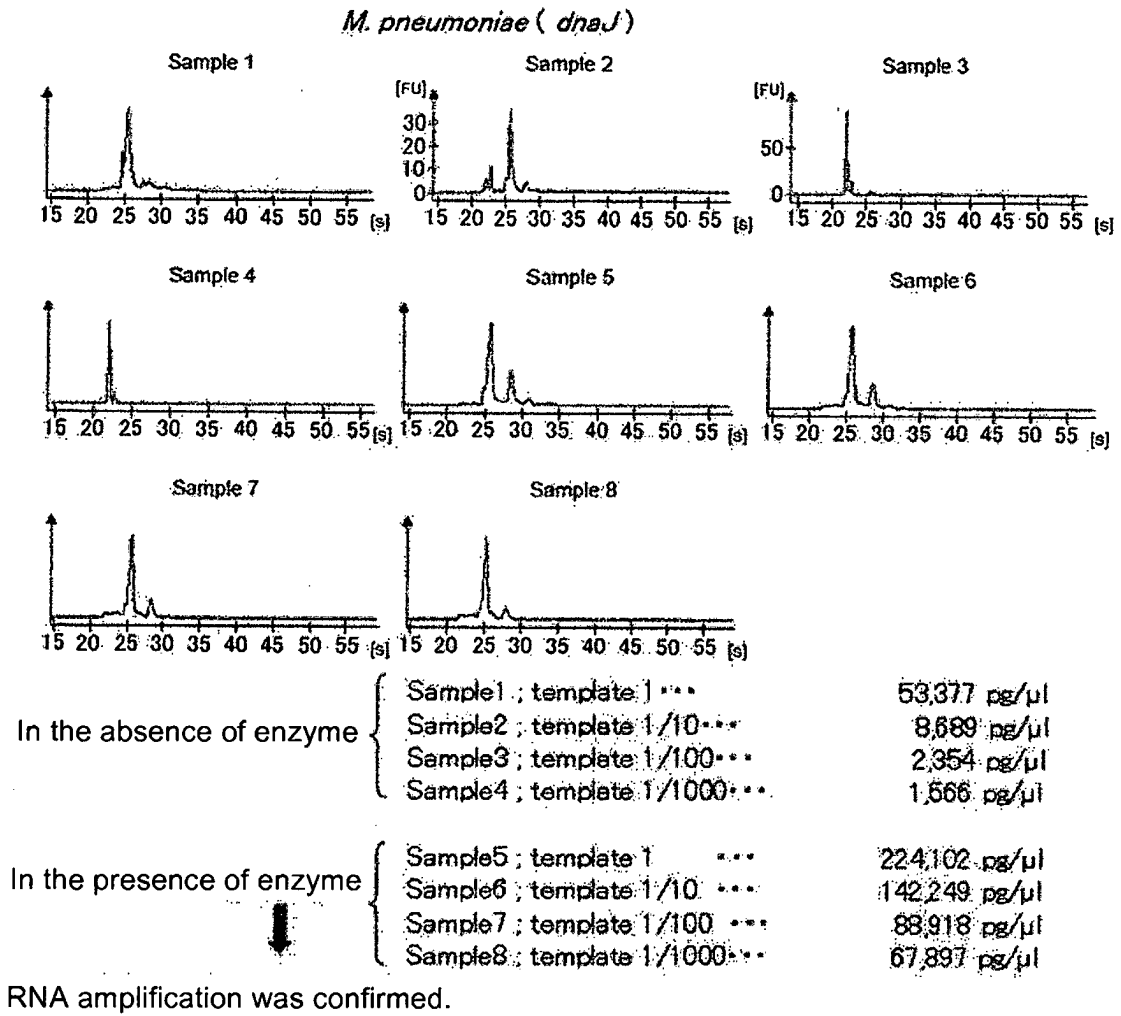 M. pneumoniae ( dnaJ )
Sample 1
Sample 2
Sample 3
[FU]
30
20
10
0
[FU]
50
0
15 20 25 30 35 40 45 50 55 [s]
15 20 25 30 35 40 45 50 55 [s]
15 20 25 30 35 40 45 50 55 [s]
Sample 4
Sample 5
Sample 6
15 20 25 30 35 40 45 50 55 [s]
15 20 25 30 35 40 45 50 55 [s]
15 20 25 30 35 40 45 50 55 [s]
Sample 7
Sample 8
15 20 25 30 35 40 45 50 55 [s]
15 20 25 30 35 40 45 50 55 [s]
In the absence of enzyme
Sample1 ; template 1 ··· 53,377 pg/μl
Sample2 ; template 1/10 ··· 8,689 pg/μl
Sample3 ; template 1/100 ··· 2,354 pg/μl
Sample4 ; template 1/1000 ··· pg/μl
In the presence of enzyme
Sample5 ; template 1 ··· 224,102 pg/μl
Sample6 ; template 1/10 ··· 142,249 pg/μl
Sample7 ; template 1/100 ··· 88,918 pg/μl
Sample8 ; template 1/1000 ··· 67,897 pg/μl
RNA amplification was confirmed.